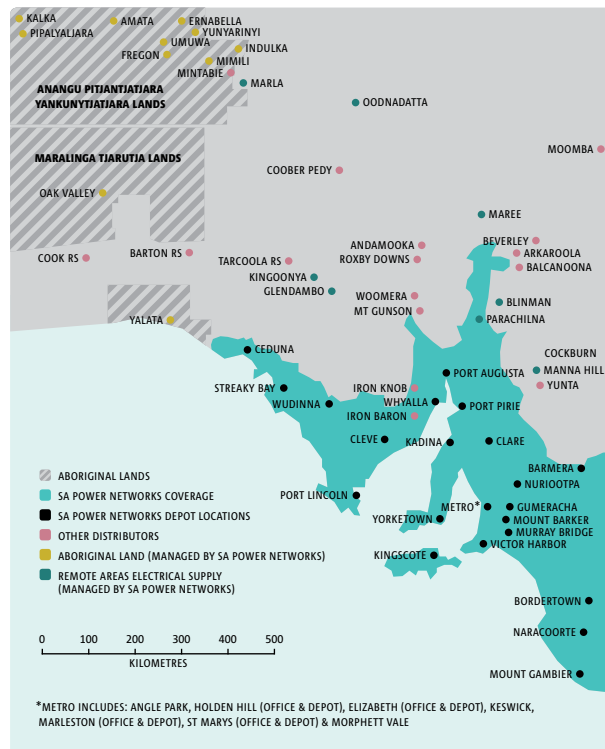 KALKA
PIPALYALJARA
AMATA
ERNABELLA
YUNYARINYI
UMUWA
INDULKA
FREGON
MIMILI
MINTABIE
MARLA
ANANGU PITJANTJATJARA
YANKUNYTJATJARA LANDS
OODNADATTA
MOOMBA
MARALINGA TJARUTJA LANDS
COOBER PEDY
OAK VALLEY
MAREE
BEVERLEY
ANDAMOOKA
ARKAROOLA
BARTON RS
COOK RS
TARCOOLA RS
ROXBY DOWNS
BALCANOONA
KINGOONYA
GLENDAMBO
WOOMERA
BLINMAN
MT GUNSON
PARACHILNA
YALATA
CEDUNA
COCKBURN
PORT AUGUSTA
MANNA HILL
STREAKY BAY
IRON KNOB
YUNTA
WUDINNA
WHYALLA
PORT PIRIE
IRON BARON
CLEVE
KADINA
CLARE
BARMERA
NURIOOTPA
PORT LINCOLN
METRO*
GUMERACHA
YORKETOWN
MOUNT BARKER
MURRAY BRIDGE
VICTOR HARBOR
KINGSCOTE
BORDERTOWN
NARACOORTE
MOUNT GAMBIER
ABORIGINAL LANDS
SA POWER NETWORKS COVERAGE
SA POWER NETWORKS DEPOT LOCATIONS
OTHER DISTRIBUTORS
ABORIGINAL LAND (MANAGED BY SA POWER NETWORKS)
REMOTE AREAS ELECTRICAL SUPPLY
(MANAGED BY SA POWER NETWORKS)
0 100 200 300 400 500
KILOMETRES
*METRO INCLUDES: ANGLE PARK, HOLDEN HILL (OFFICE & DEPOT), ELIZABETH (OFFICE & DEPOT), KESWICK,
MARLESTON (OFFICE & DEPOT), ST MARYS (OFFICE & DEPOT) & MORPHETT VALE